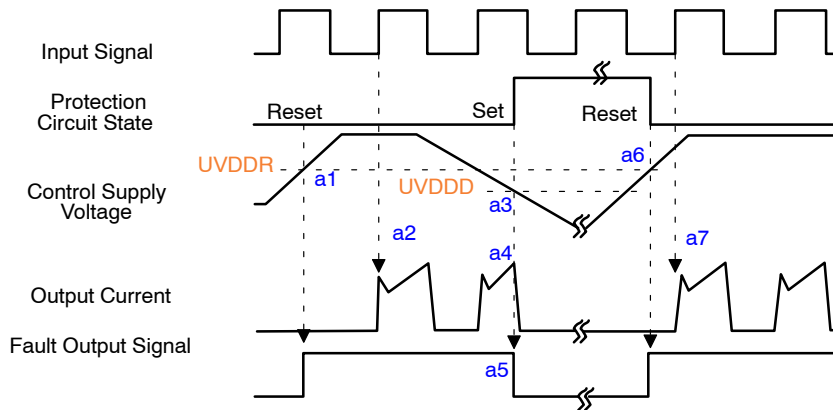 Input Signal
Protection
Circuit State
Reset
Set
Reset
UVDDR
a1
a6
Control Supply
Voltage
UVDDD
a3
a2
a4
a7
Output Current
Fault Output Signal
a5